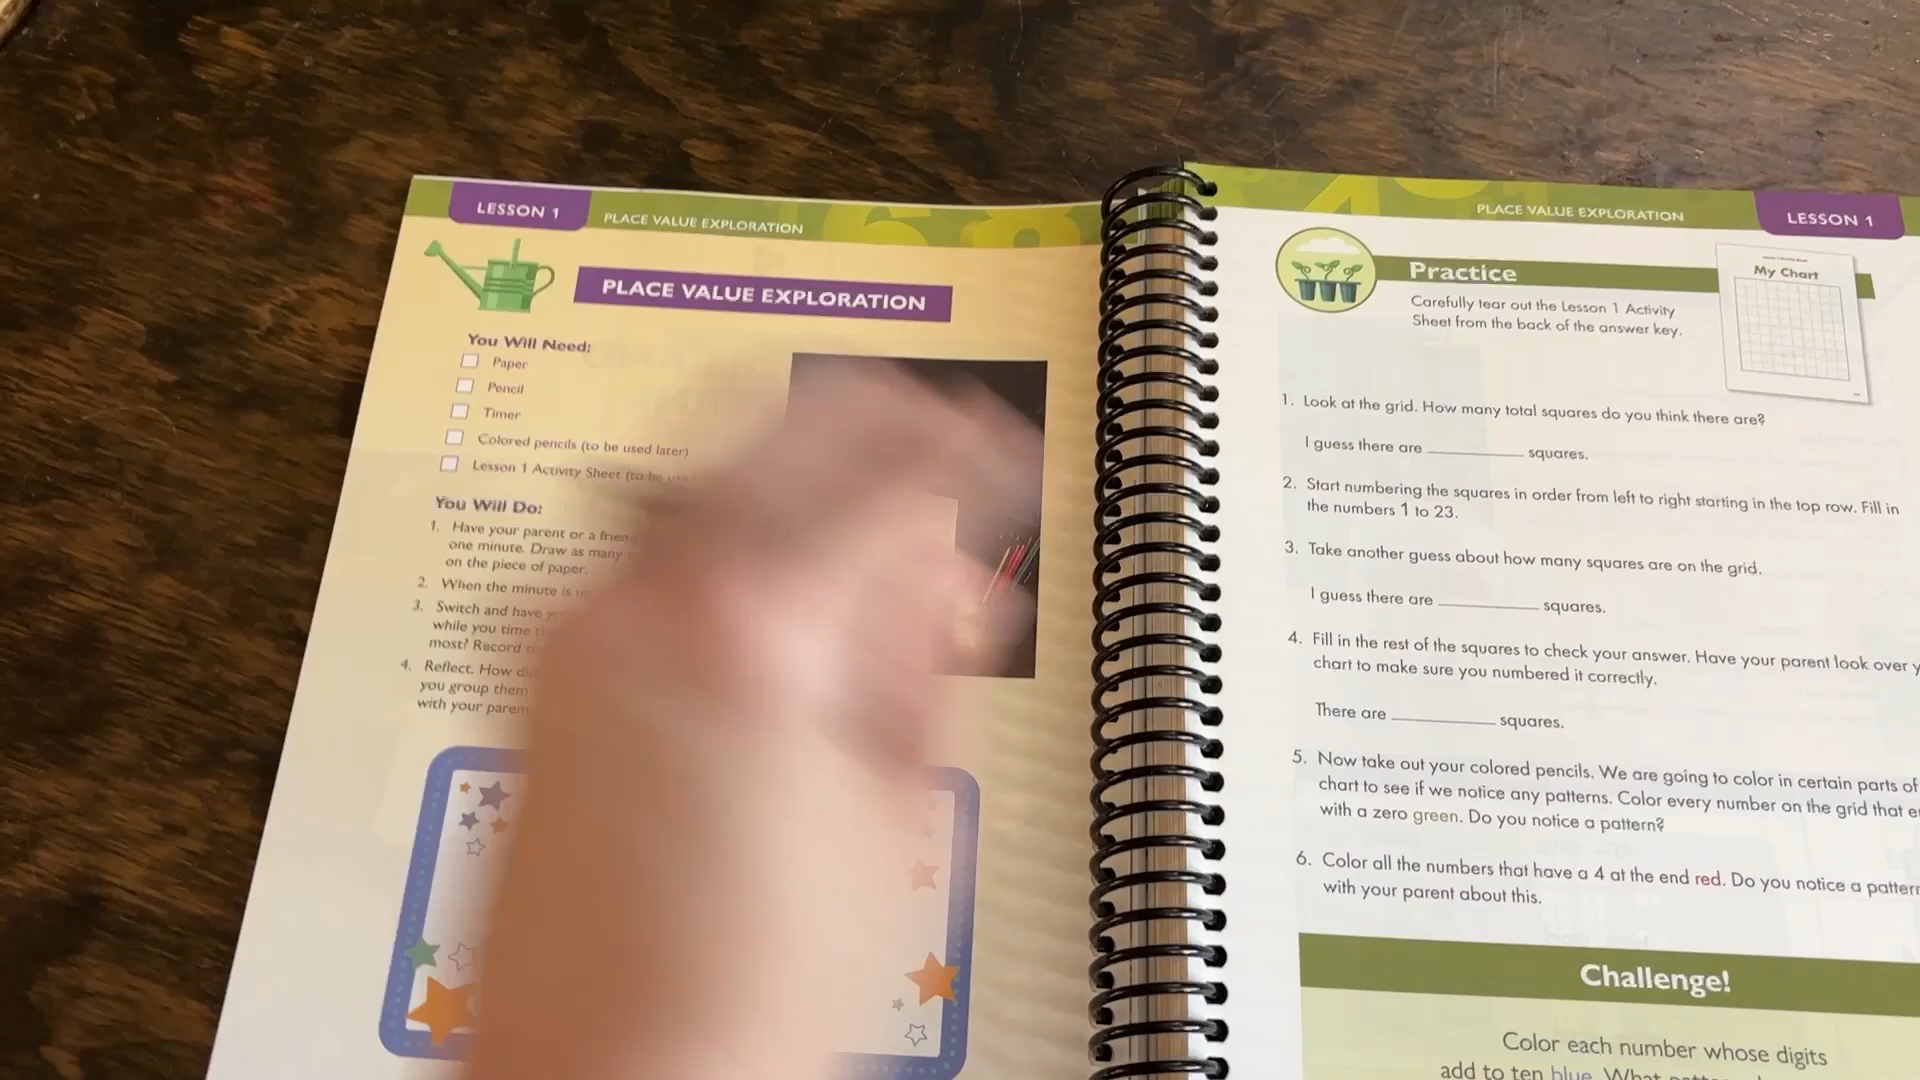 LESSON 1
PLACE VALUE EXPLORATION
PLACE VALUE EXPLORATION
You Will Need:
Paper
Pencil
Timer
Colored pencils (to be used later)
Lesson 1 Activity Sheet (to be used
You Will Do:
1. Have your parent or a friend
one minute. Draw as many
on the piece of paper.
2. When the minute is up
3. Switch and have
while you time
most? Record
4. Reflect. How did
you group them
with your paren
PLACE VALUE EXPLORATION
LESSON 1
Practice
Carefully tear out the Lesson 1 Activity
Sheet from the back of the answer key.
My Chart
1. Look at the grid. How many total squares do you think there are?
I guess there are __________ squares.
2. Start numbering the squares in order from left to right starting in the top row. Fill in
the numbers 1 to 23.
3. Take another guess about how many squares are on the grid.
I guess there are __________ squares.
4. Fill in the rest of the squares to check your answer. Have your parent look over y
chart to make sure you numbered it correctly.
There are __________ squares.
5. Now take out your colored pencils. We are going to color in certain parts of
chart to see if we notice any patterns. Color every number on the grid that e
with a zero green. Do you notice a pattern?
6. Color all the numbers that have a 4 at the end red. Do you notice a pattern
with your parent about this.
Challenge!
Color each number whose digits
add to ten blue. What